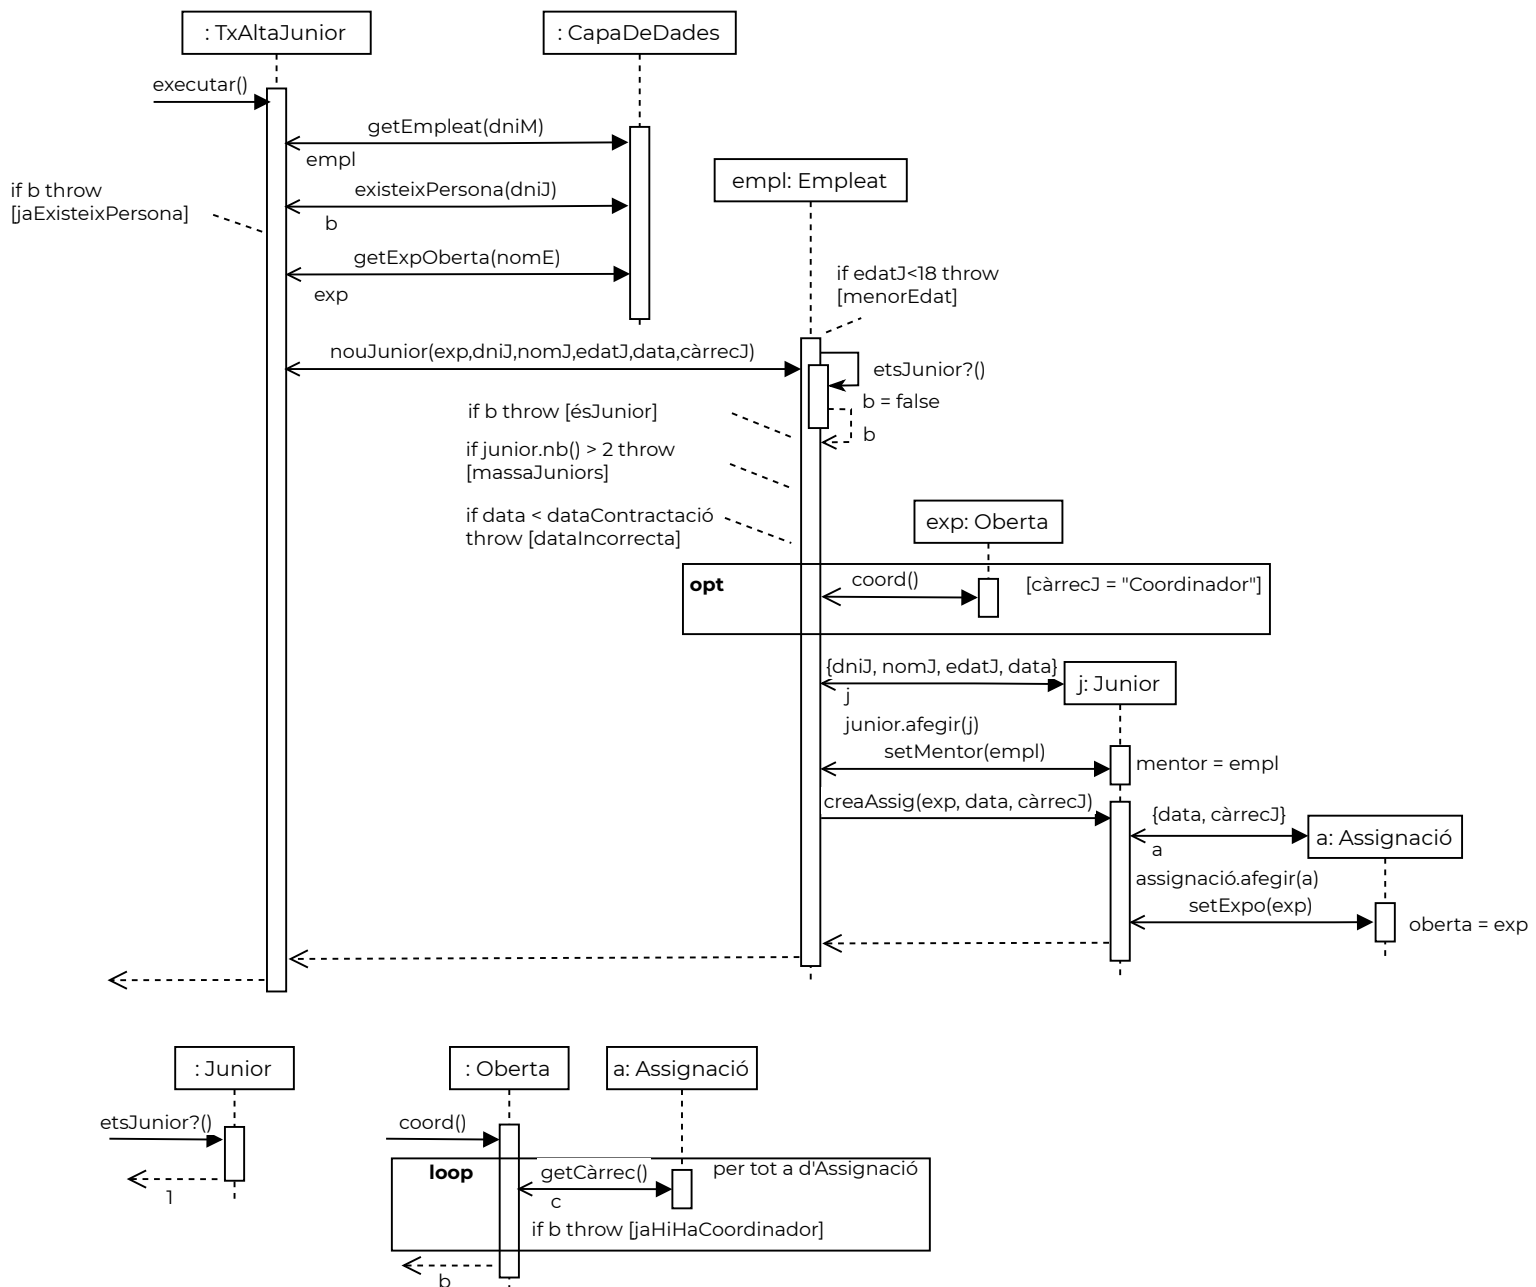 : TxAltaJunior
: CapaDeDades
executar()
getEmpleat(dniM)
empl
empl: Empleat
if b throw
[jaExisteixPersona]
existeixPersona(dniJ)
b
getExpOberta(nomE)
exp
if edatJ<18 throw
[menorEdat]
nouJunior(exp,dniJ,nomJ,edatJ,data,càrrecJ)
etsJunior?()
b = false
b
if b throw [ésJunior]
if junior.nb() > 2 throw
[massaJuniors]
if data < dataContractació
throw [dataIncorrecta]
exp: Oberta
opt
coord()
[càrrecJ = "Coordinador"]
{dniJ, nomJ, edatJ, data}
j: Junior
j
junior.afegir(j)
setMentor(empl)
mentor = empl
creaAssig(exp, data, càrrecJ)
{data, càrrecJ}
a: Assignació
a
assignació.afegir(a)
setExpo(exp)
oberta = exp
: Junior
: Oberta
a: Assignació
etsJunior?()
1
coord()
loop
getCàrrec()
per tot a d'Assignació
c
if b throw [jaHiHaCoordinador]
b